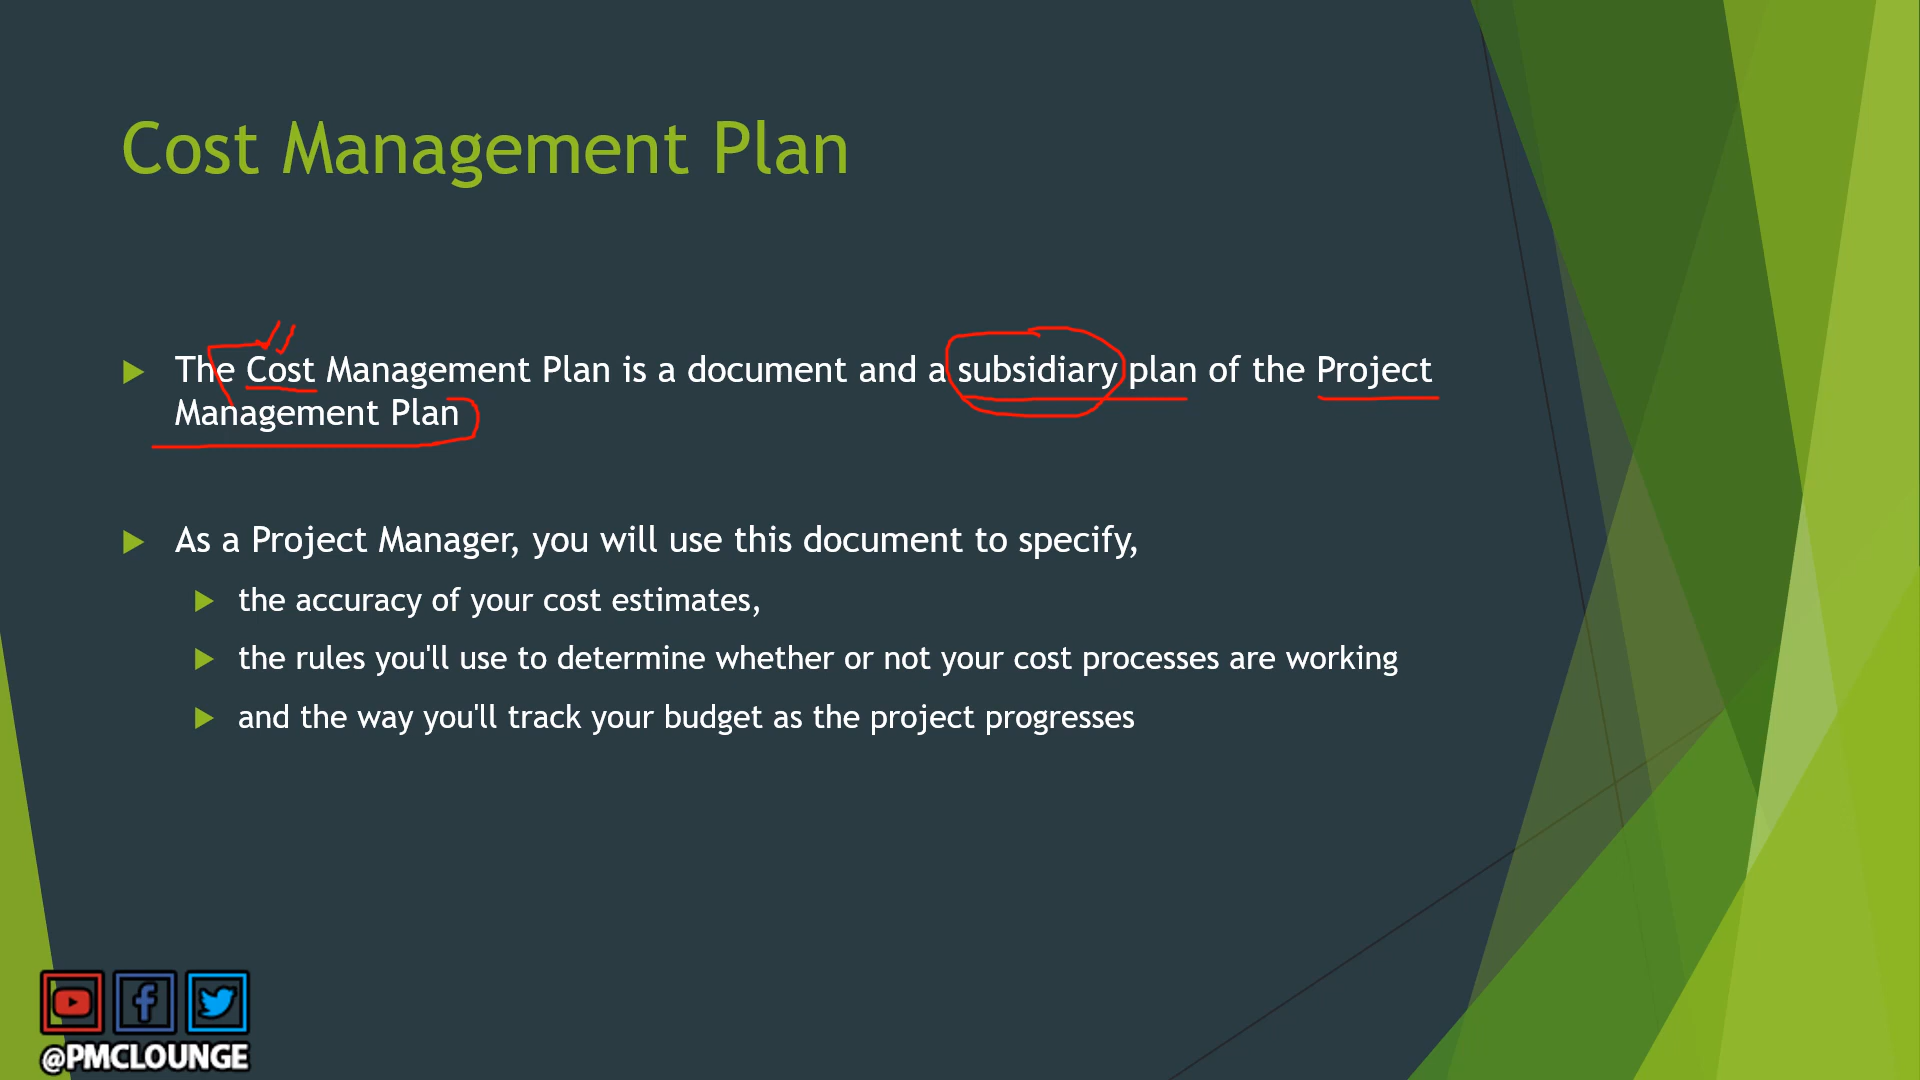 Cost Management Plan
The Cost Management Plan is a document and a subsidiary plan of the Project
Management Plan
As a Project Manager, you will use this document to specify,
the accuracy of your cost estimates,
the rules you'll use to determine whether or not your cost processes are working
and the way you'll track your budget as the project progresses
@PMCLOUNGE